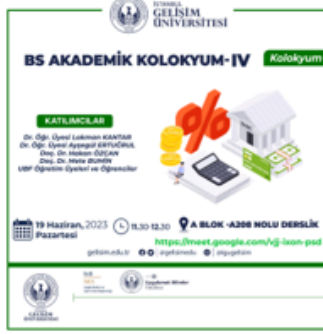 İSTANBUL
GELİŞİM
ÜNİVERSİTESİ
BS AKADEMİK KOLOKYUM-IV
Kolokyum
KATILIMCILAR
Dr. Öğr. Üyesi Lokman KANTAR
Dr. Öğr. Üyesi Ayşegül ERTUĞRUL
Doç. Dr. Hakan ÖZCAN
Doç. Dr. Mete BUMİN
UBF Öğretim Üyeleri ve Öğrenciler
19 Haziran, 2023
Pazartesi
11.30-12.30
A BLOK -A208 NOLU DERSLİK
https://meet.google.com/vjj-ixon-psd
gelisim.edu.tr
igelisimedu
igugelisim